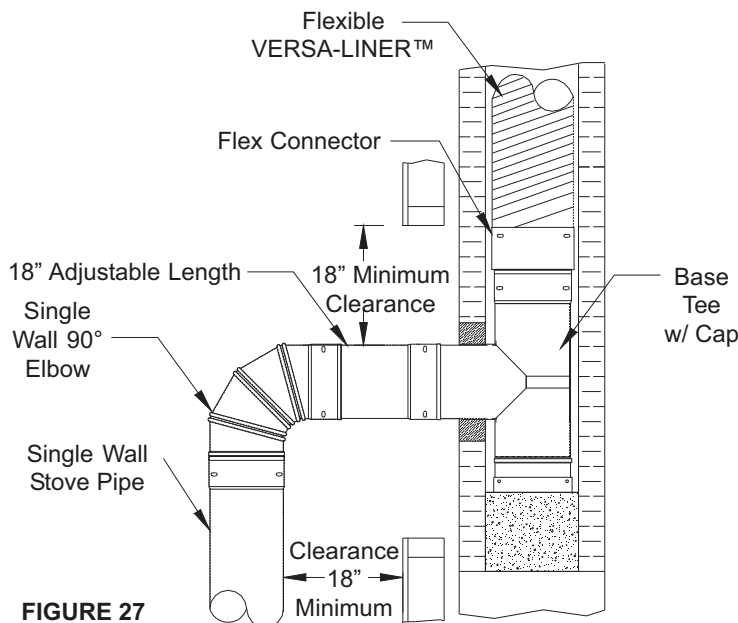 Flexible
VERSA-LINER™
Flex Connector
18” Adjustable Length
18” Minimum
Clearance
Single
Wall 90°
Elbow
Base
Tee
w/ Cap
Single Wall
Stove Pipe
Clearance
18”
Minimum
FIGURE 27